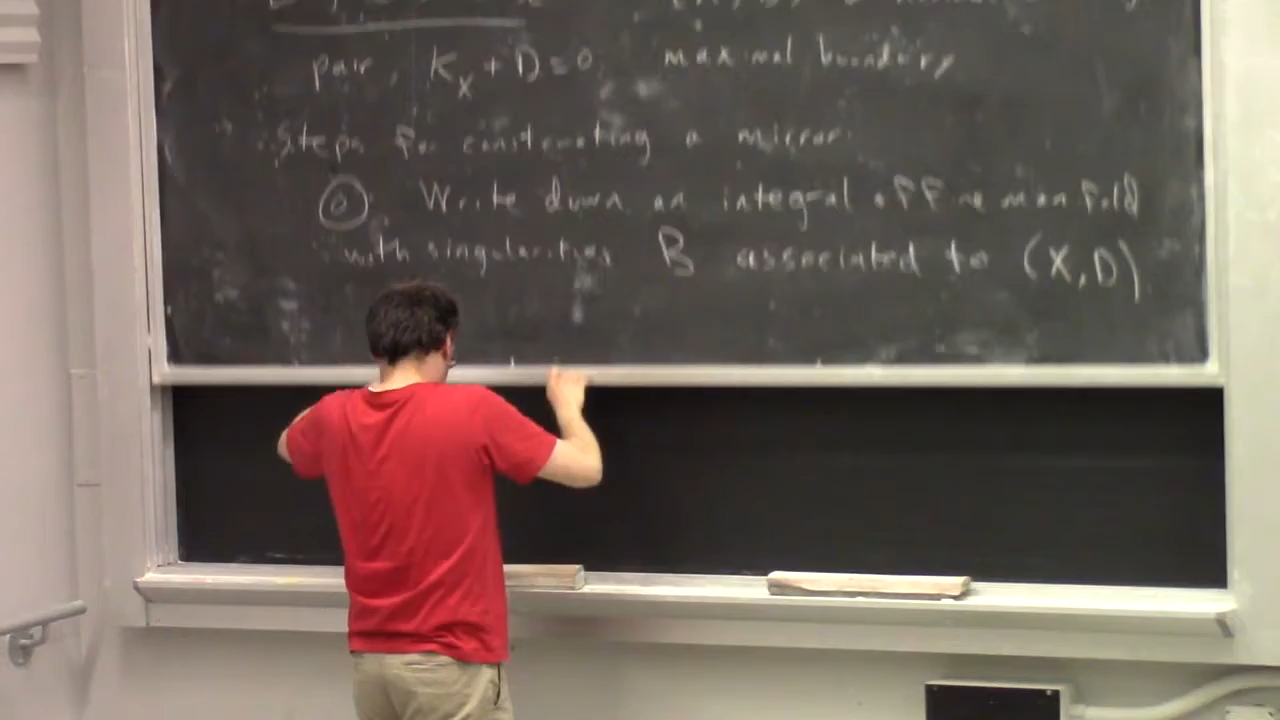 pair, K_X + D = 0, maximal boundary
Steps for constructing a mirror.
⓪ Write down an integral affine manifold
with singularities B associated to (X, D).